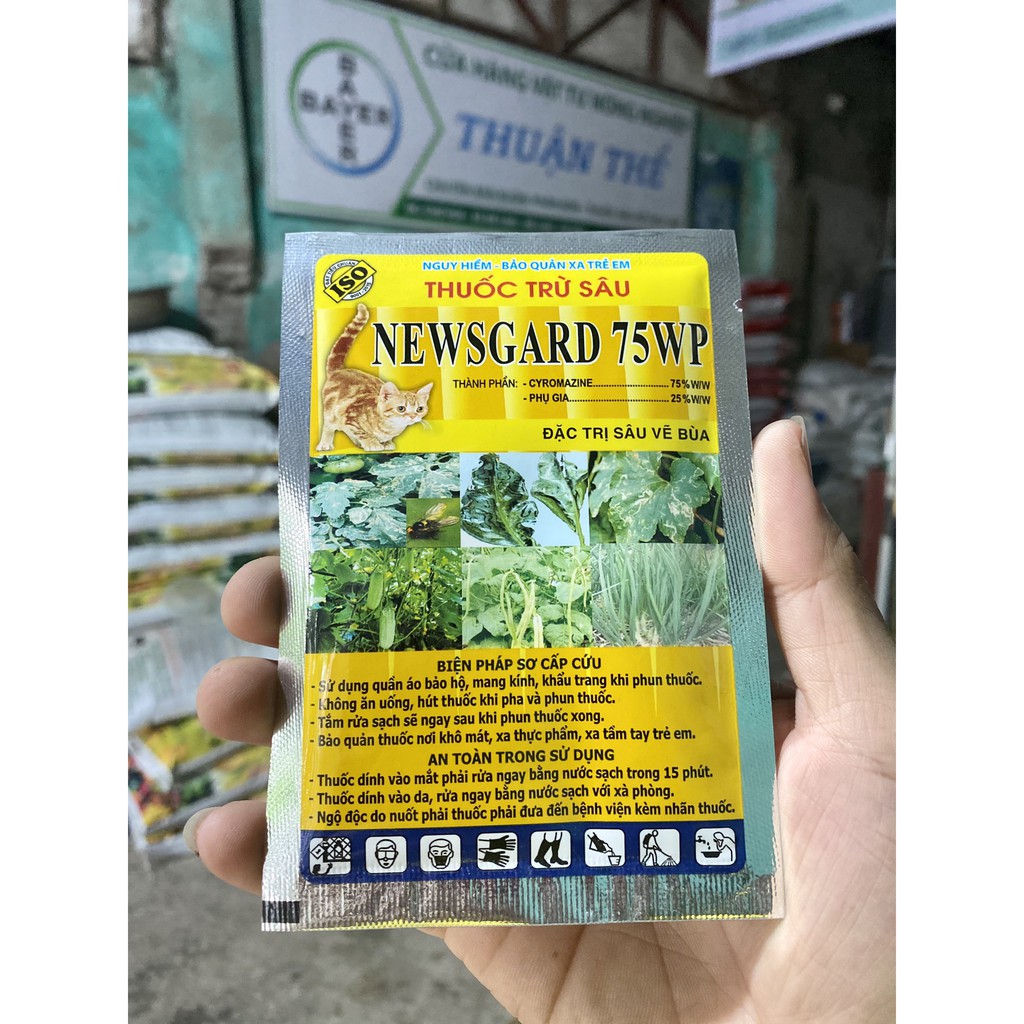 BAYER
BAYER
CỬA HÀNG VẬT TƯ NÔNG NGHIỆP
THUẬN THẾ
NGUY HIỂM - BẢO QUẢN XA TRẺ EM
ISO
THUỐC TRỪ SÂU
NEWSGARD 75WP
THÀNH PHẦN: - CYROMAZINE............................ 75% W/W
- PHỤ GIA..................................... 25% W/W
ĐẶC TRỊ SÂU VẼ BÙA
BIỆN PHÁP SƠ CẤP CỨU
- Sử dụng quần áo bảo hộ, mang kính, khẩu trang khi phun thuốc.
- Không ăn uống, hút thuốc khi pha và phun thuốc.
- Tắm rửa sạch sẽ ngay sau khi phun thuốc xong.
- Bảo quản thuốc nơi khô mát, xa thực phẩm, xa tầm tay trẻ em.
AN TOÀN TRONG SỬ DỤNG
- Thuốc dính vào mắt phải rửa ngay bằng nước sạch trong 15 phút.
- Thuốc dính vào da, rửa ngay bằng nước sạch với xà phòng.
- Ngộ độc do nuốt phải thuốc phải đưa đến bệnh viện kèm nhãn thuốc.